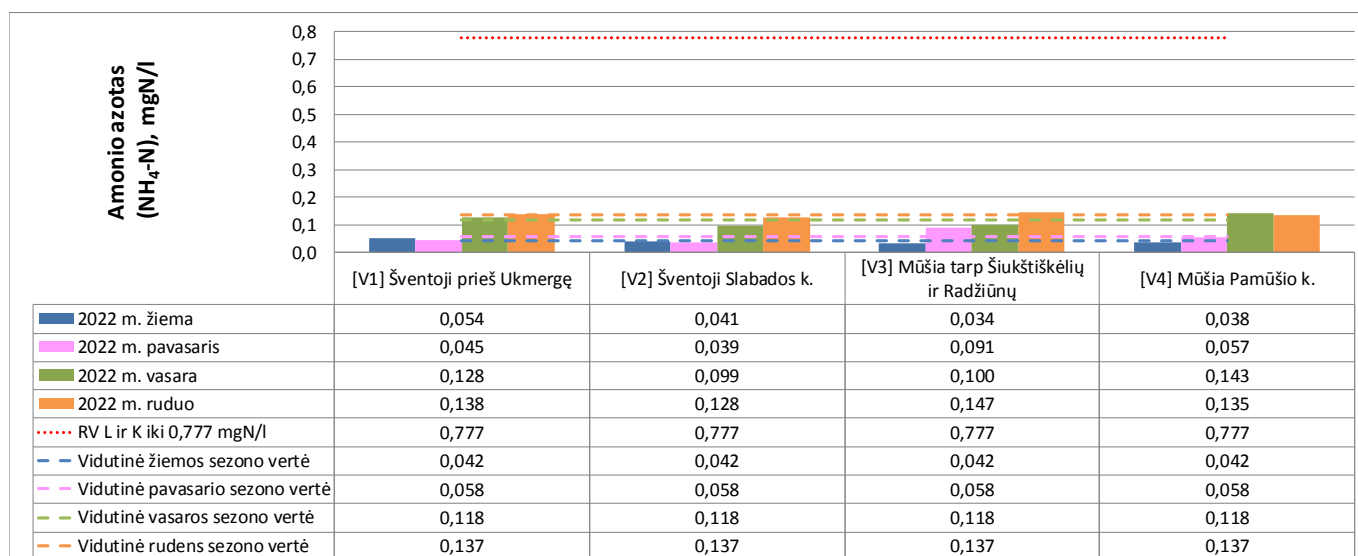 Amonio azotas
(NH₄-N), mgN/l
0,8
0,7
0,6
0,5
0,4
0,3
0,2
0,1
0,0
[V1] Šventoji prieš Ukmergę [V2] Šventoji Slabados k. [V3] Mūšia tarp Šiukštiškėlių [V4] Mūšia Pamūšio k.
ir Radžiūnų
2022 m. žiema 0,054 0,041 0,034 0,038
2022 m. pavasaris 0,045 0,039 0,091 0,057
2022 m. vasara 0,128 0,099 0,100 0,143
2022 m. ruduo 0,138 0,128 0,147 0,135
RV L ir K iki 0,777 mgN/l 0,777 0,777 0,777 0,777
Vidutinė žiemos sezono vertė 0,042 0,042 0,042 0,042
Vidutinė pavasario sezono vertė 0,058 0,058 0,058 0,058
Vidutinė vasaros sezono vertė 0,118 0,118 0,118 0,118
Vidutinė rudens sezono vertė 0,137 0,137 0,137 0,137